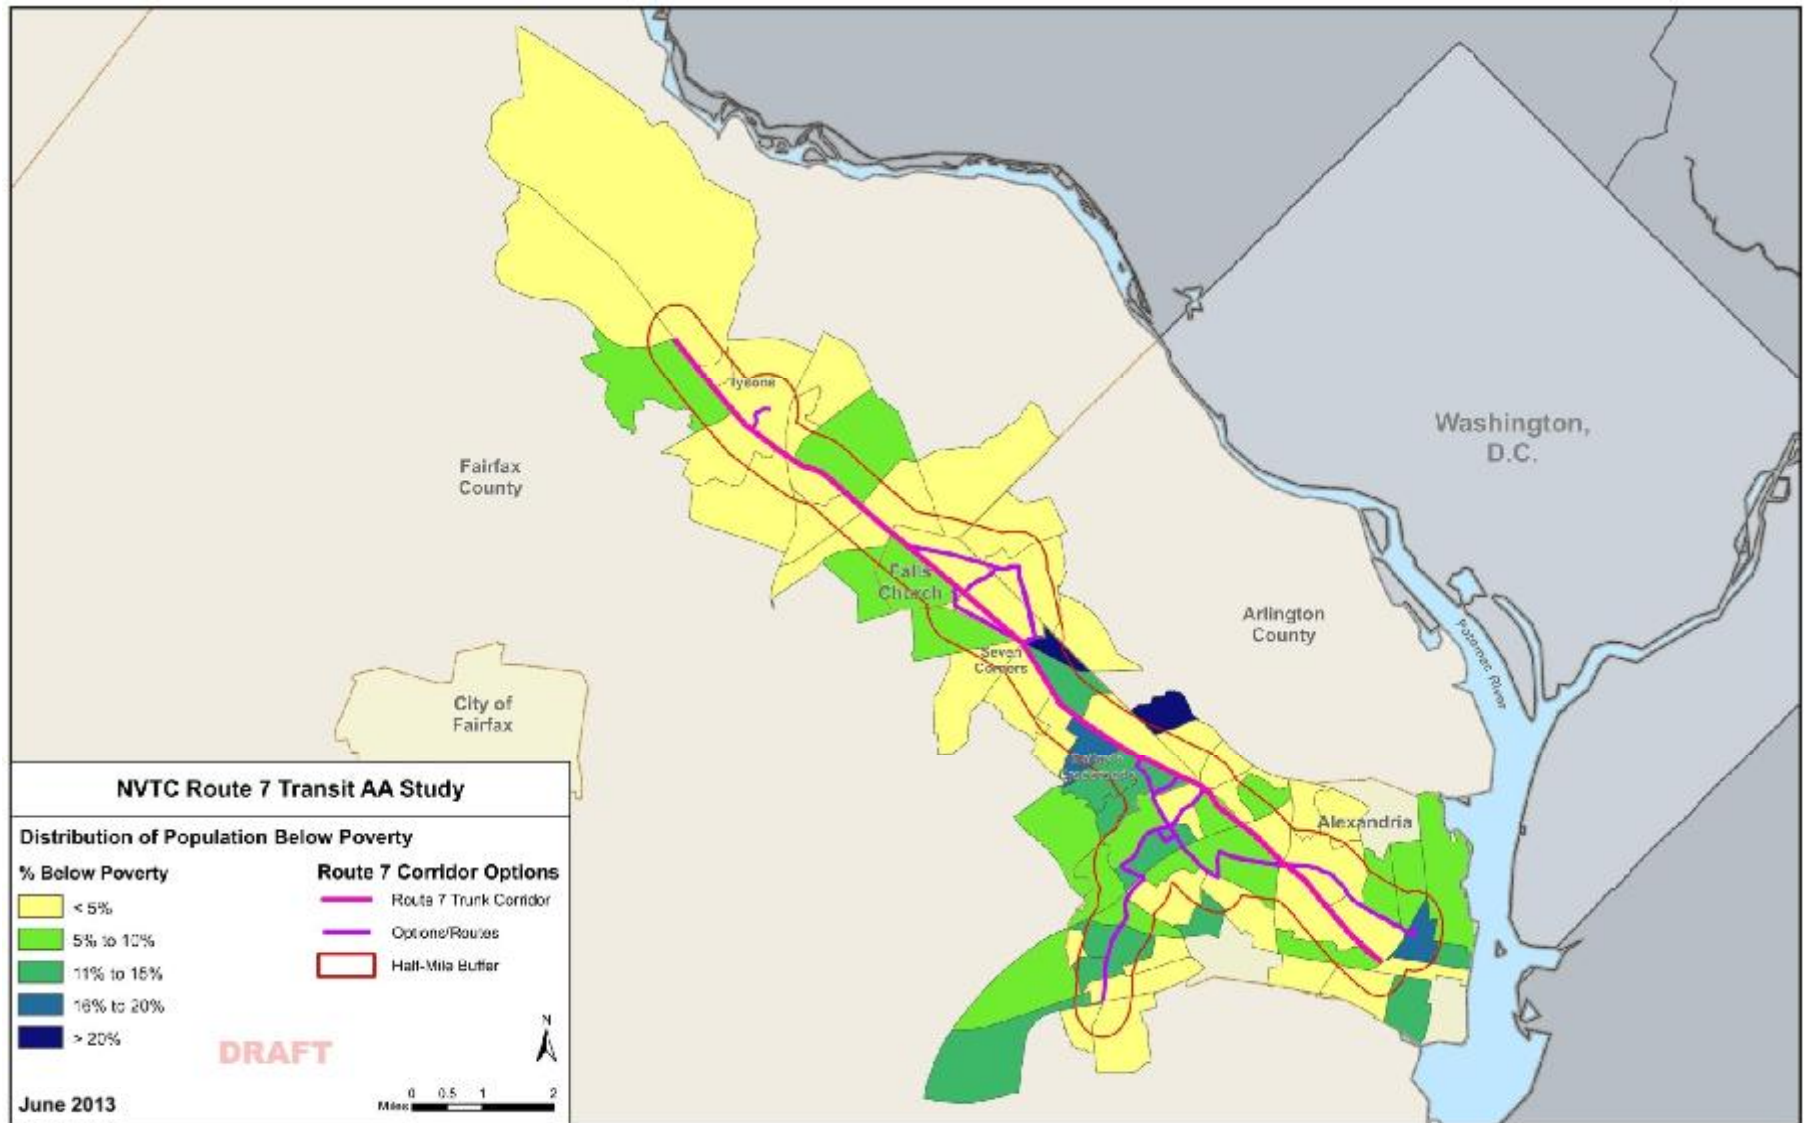 Tysons
Washington,
D.C.
Fairfax
County
Falls
Church
Arlington
County
Potomac River
Seven
Corners
City of
Fairfax
Alexandria
NVTC Route 7 Transit AA Study
Distribution of Population Below Poverty
% Below Poverty
< 5%
5% to 10%
11% to 15%
16% to 20%
> 20%
Route 7 Corridor Options
Route 7 Trunk Corridor
Options/Routes
Half-Mile Buffer
N
DRAFT
June 2013
0 0.5 1 2
Miles